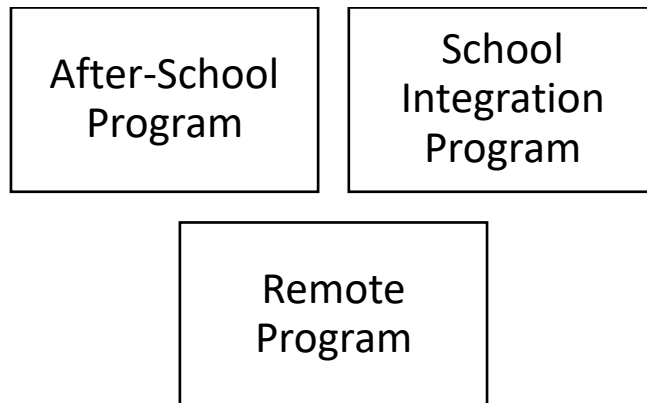 After-School
Program
School
Integration
Program
Remote
Program